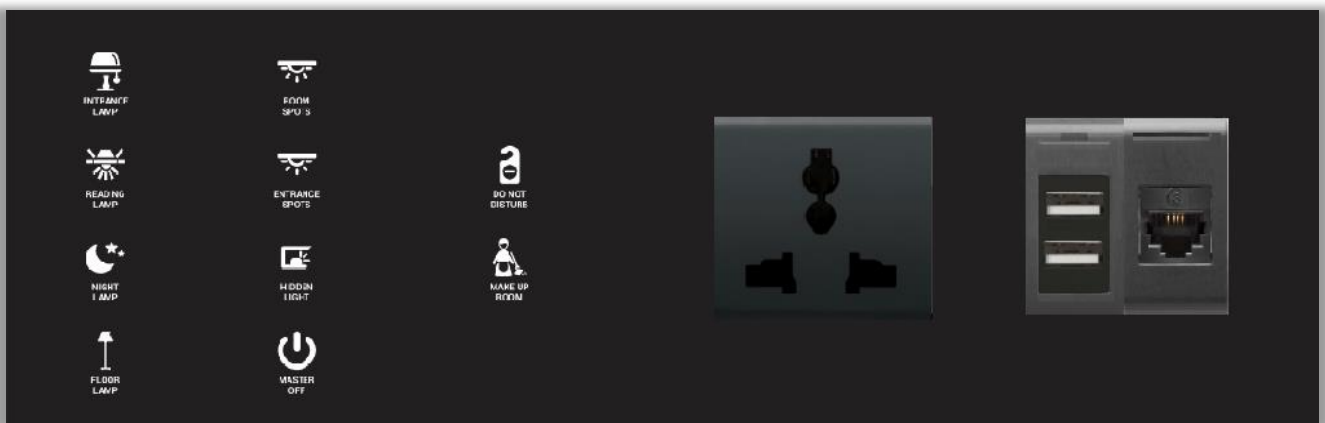 ENTRANCE
LAMP
ROOM
SPOTS
READING
LAMP
ENTRANCE
SPOTS
DO NOT
DISTURB
NIGHT
LAMP
HIDDEN
LIGHT
MAKE UP
ROOM
FLOOR
LAMP
MASTER
OFF